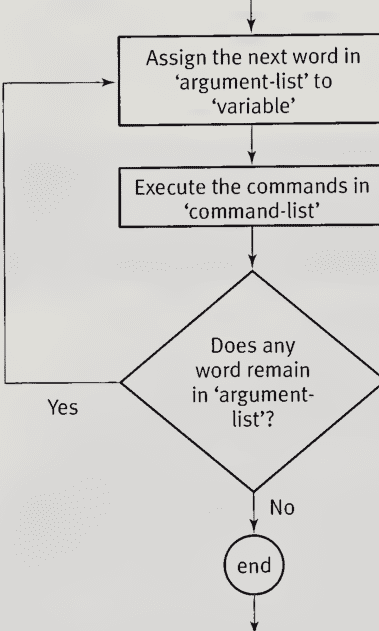 Assign the next word in
‘argument-list’ to
‘variable’
Execute the commands in
‘command-list’
Does any
word remain
in ‘argument-
list’?
Yes
No
end